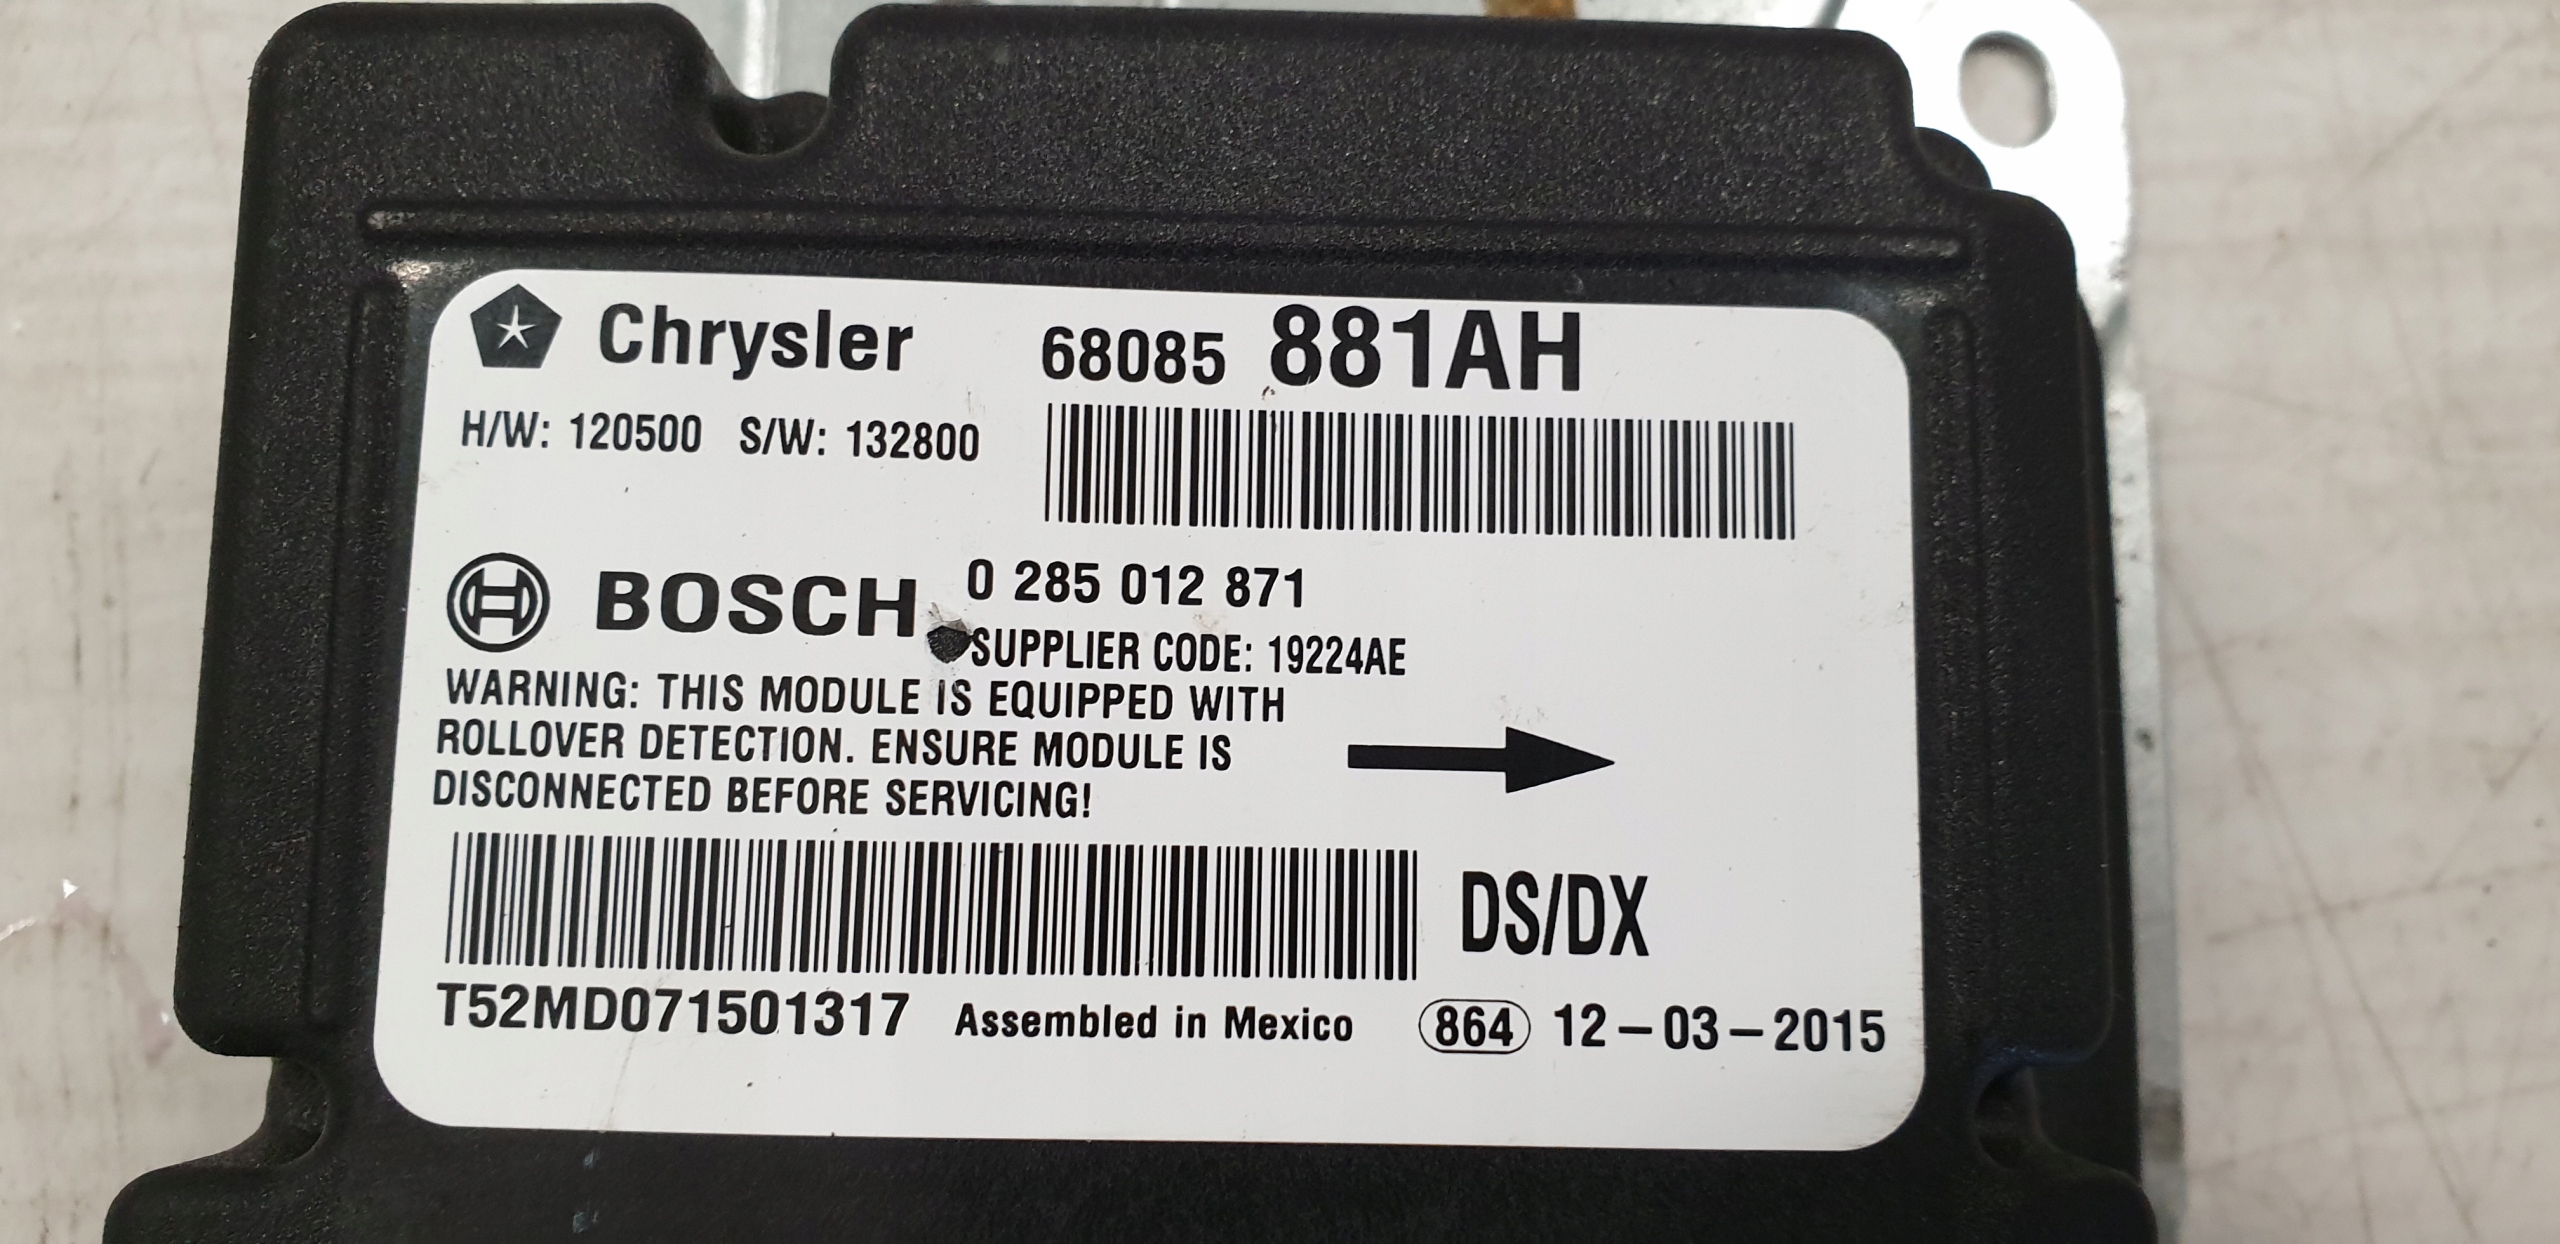 Chrysler 68085 881AH
H/W: 120500 S/W: 132800
BOSCH 0 285 012 871
SUPPLIER CODE: 19224AE
WARNING: THIS MODULE IS EQUIPPED WITH
ROLLOVER DETECTION. ENSURE MODULE IS
DISCONNECTED BEFORE SERVICING!
DS/DX
T52MD071501317 Assembled in Mexico 864 12-03-2015